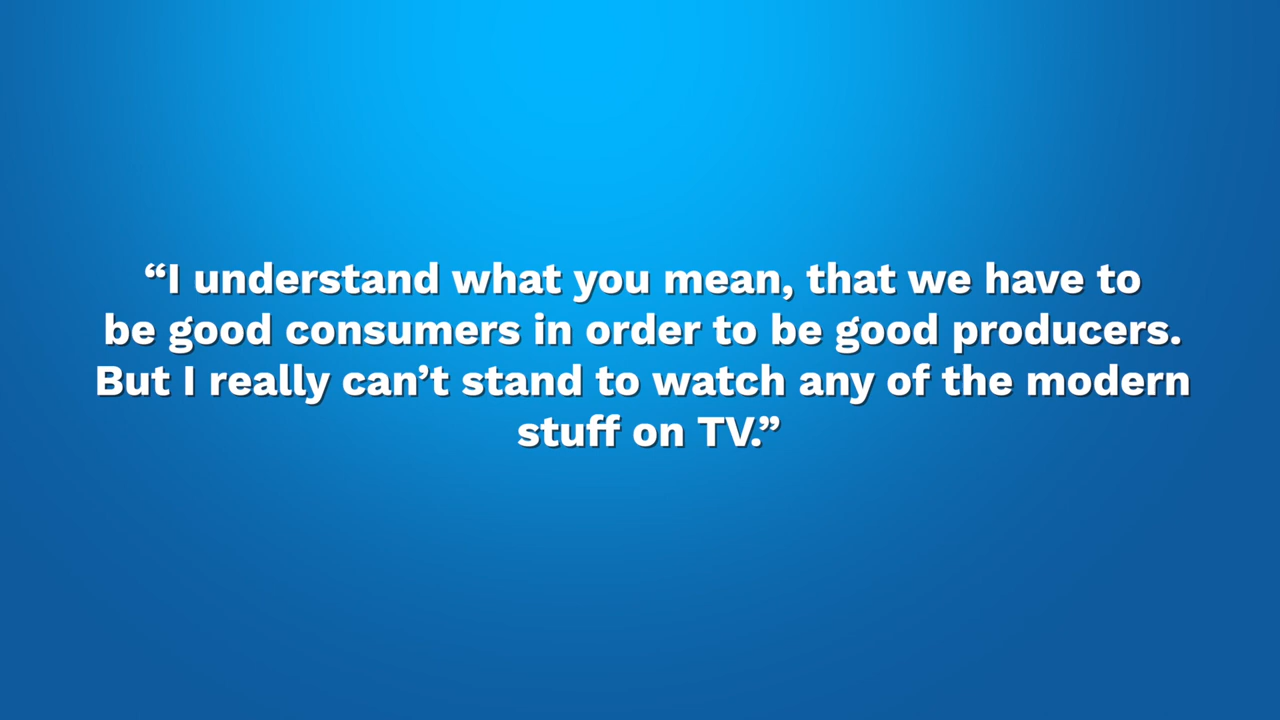 “I understand what you mean, that we have to
be good consumers in order to be good producers.
But I really can’t stand to watch any of the modern
stuff on TV.”